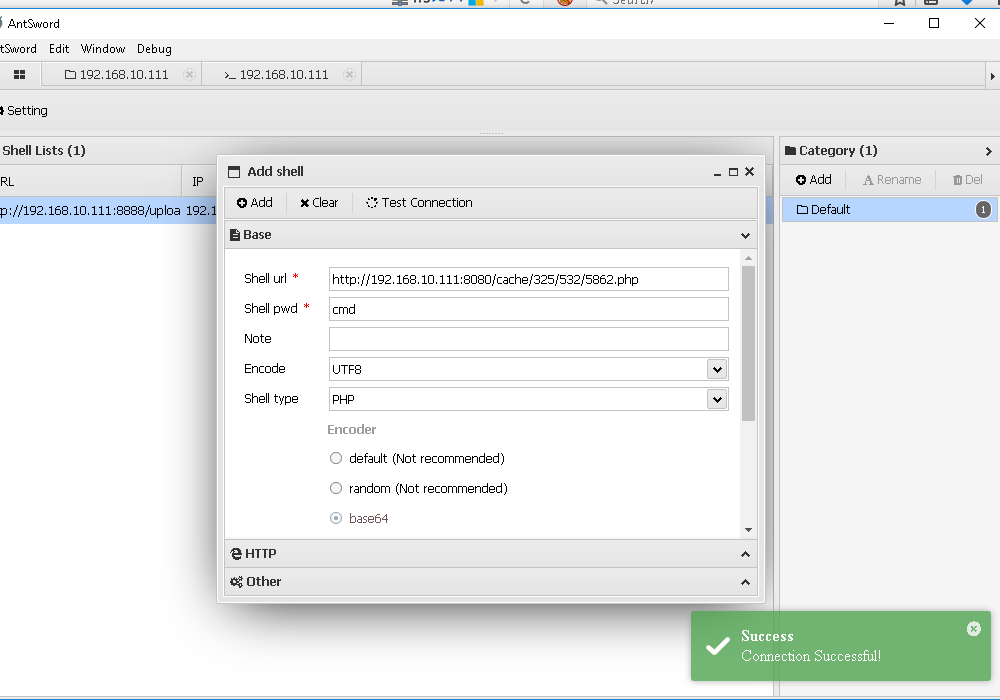 AntSword
tSword Edit Window Debug
192.168.10.111 >_ 192.168.10.111
Setting
Shell Lists (1)
RL IP
p://192.168.10.111:8888/uploa 192.1
Add shell
Add Clear Test Connection
Base
Shell url * http://192.168.10.111:8080/cache/325/532/5862.php
Shell pwd * cmd
Note
Encode UTF8
Shell type PHP
Encoder
default (Not recommended)
random (Not recommended)
base64
HTTP
Other
Category (1)
Add Rename Del
Default 1
Success
Connection Successful!